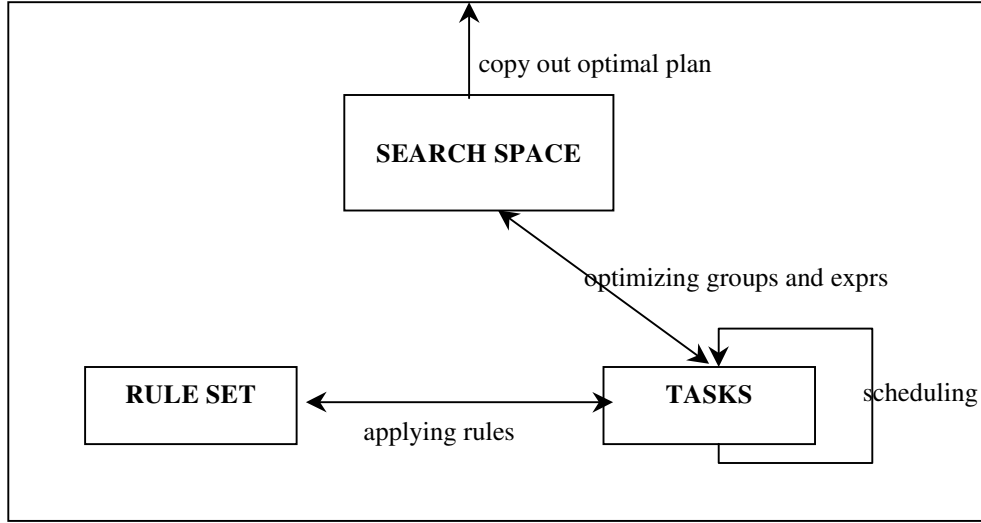 copy out optimal plan
SEARCH SPACE
optimizing groups and exprs
RULE SET
TASKS
scheduling
applying rules